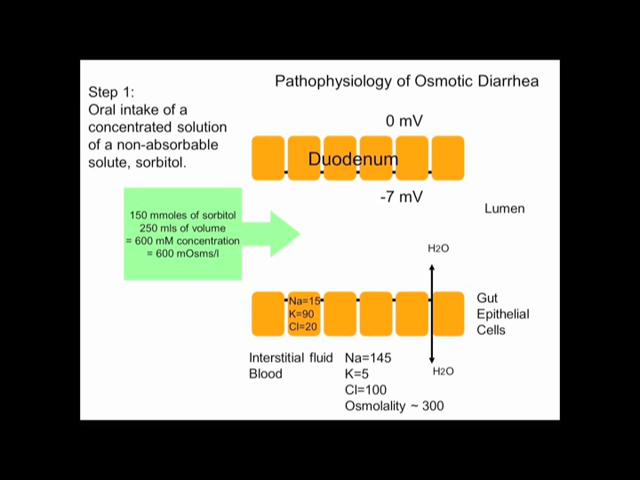 Pathophysiology of Osmotic Diarrhea
Step 1:
Oral intake of a
concentrated solution
of a non-absorbable
solute, sorbitol.
0 mV
Duodenum
-7 mV
Lumen
150 mmoles of sorbitol
250 mls of volume
= 600 mM concentration
= 600 mOsms/l
H2O
Na=15
K=90
Cl=20
Gut
Epithelial
Cells
Interstitial fluid
Blood
Na=145
K=5
Cl=100
Osmolality ~ 300
H2O